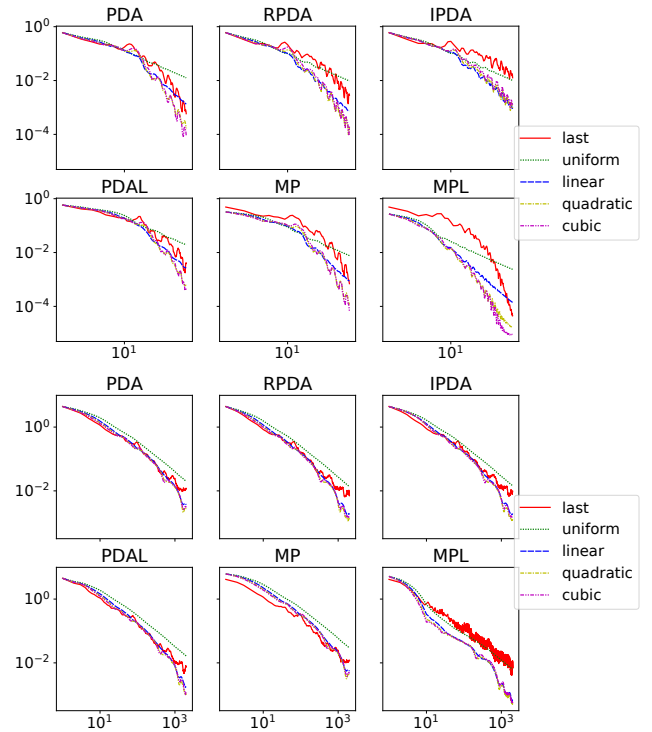 PDA RPDA IPDA
10^0
10^-2
10^-4
last
uniform
linear
quadratic
cubic
PDAL MP MPL
10^0
10^-2
10^-4
10^1 10^1 10^1
PDA RPDA IPDA
10^0
10^-2
last
uniform
linear
quadratic
cubic
PDAL MP MPL
10^0
10^-2
10^1 10^3 10^1 10^3 10^1 10^3